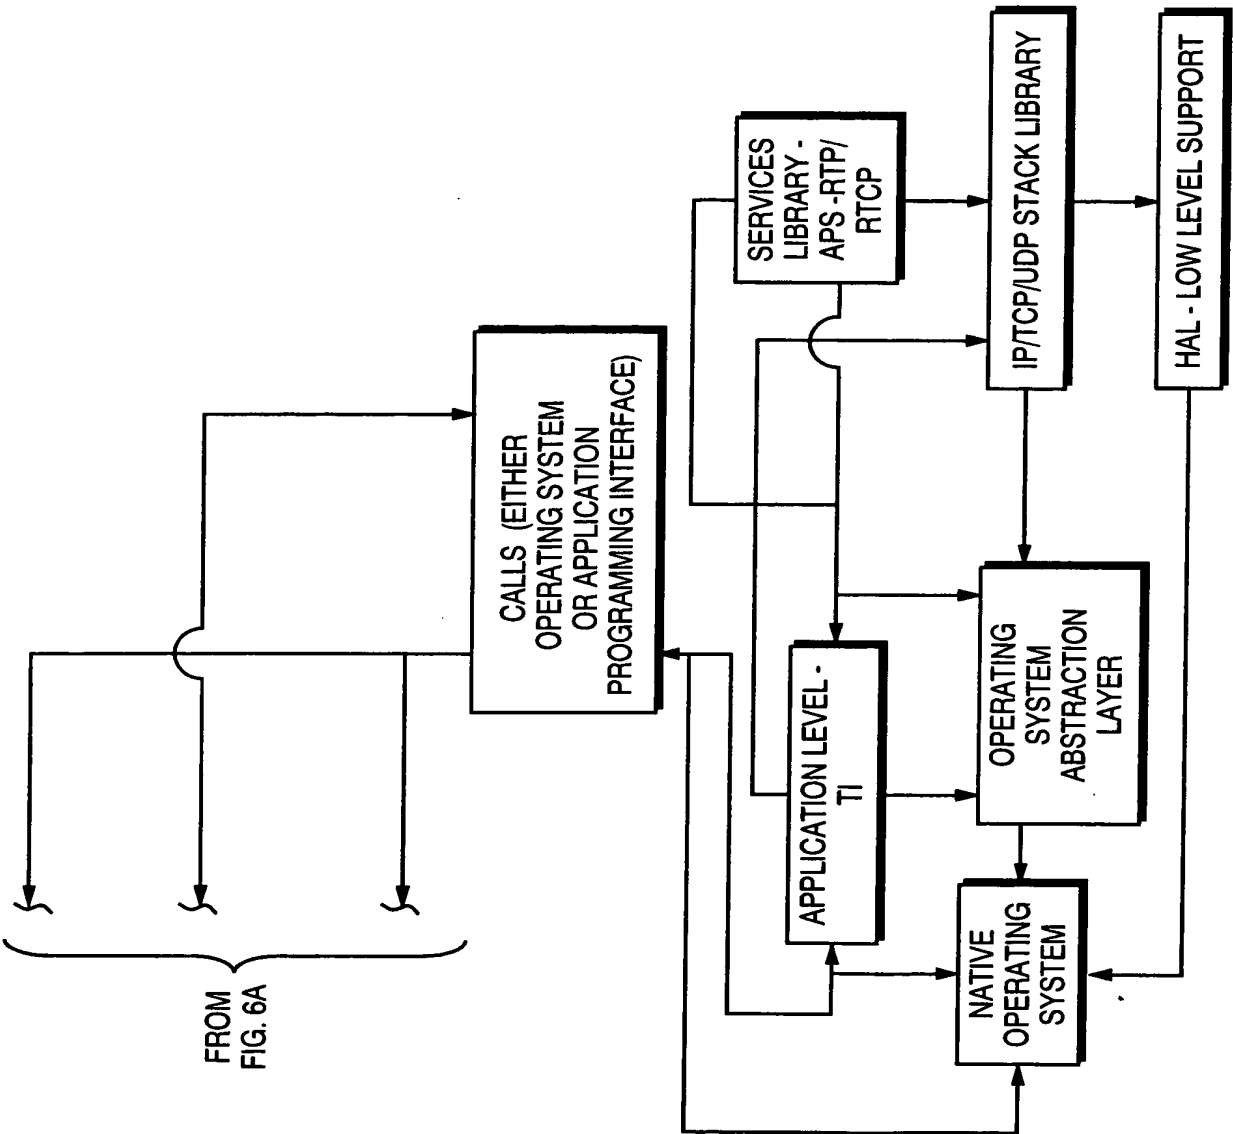 FROM
FIG. 6A
CALLS (EITHER
OPERATING SYSTEM
OR APPLICATION
PROGRAMMING INTERFACE)
SERVICES
LIBRARY -
APS -RTP/
RTCP
APPLICATION LEVEL -
TI
IP/TCP/UDP STACK LIBRARY
OPERATING
SYSTEM
ABSTRACTION
LAYER
NATIVE
OPERATING
SYSTEM
HAL - LOW LEVEL SUPPORT